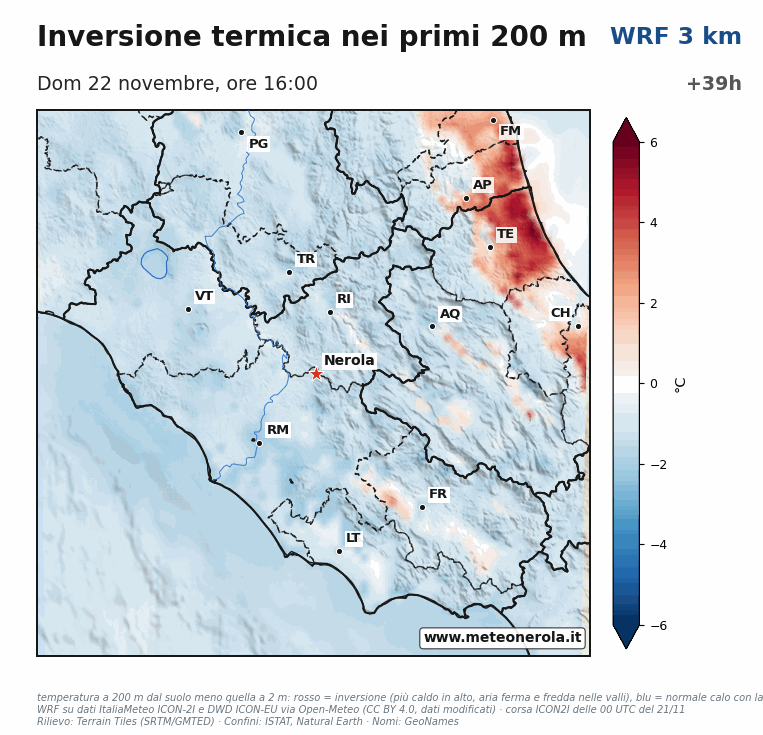 Inversione termica nei primi 200 m WRF 3 km
Dom 22 novembre, ore 16:00 +39h
FM
PG
AP
TE
TR
VT
RI
AQ
CH
Nerola
RM
FR
LT
www.meteonerola.it
6
4
2
0
−2
−4
−6
°C
temperatura a 200 m dal suolo meno quella a 2 m: rosso = inversione (più caldo in alto, aria ferma e fredda nelle valli), blu = normale calo con la
WRF su dati ItaliaMeteo ICON-2I e DWD ICON-EU via Open-Meteo (CC BY 4.0, dati modificati) · corsa ICON2I delle 00 UTC del 21/11
Rilievo: Terrain Tiles (SRTM/GMTED) · Confini: ISTAT, Natural Earth · Nomi: GeoNames